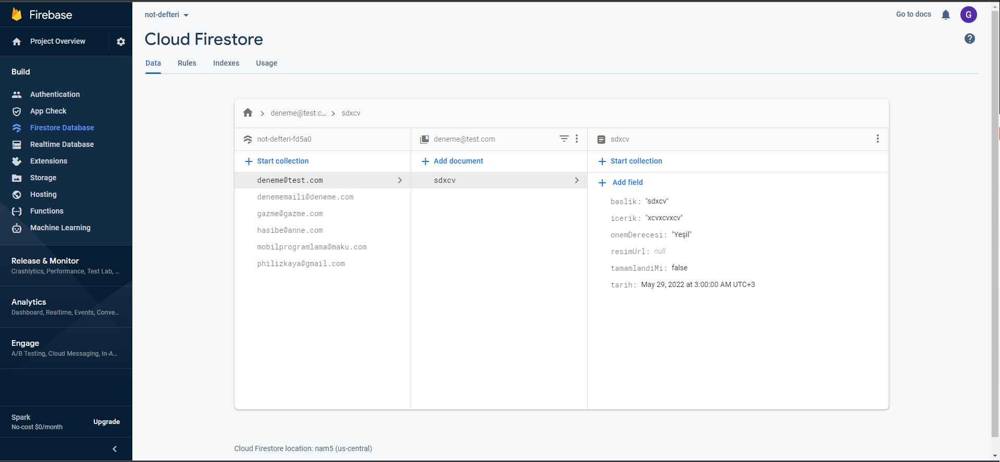 Firebase
Project Overview
Build
Authentication
App Check
Firestore Database
Realtime Database
Extensions
Storage
Hosting
Functions
Machine Learning
Release & Monitor
Crashlytics, Performance, Test Lab, ...
Analytics
Dashboard, Realtime, Events, Conve...
Engage
A/B Testing, Cloud Messaging, In-A...
Spark
No-cost $0/month
Upgrade
not-defteri
Go to docs
G
Cloud Firestore
?
Data Rules Indexes Usage
deneme@test.c... sdxcv
not-defteri-fd5a0
Start collection
deneme@test.com
denememaili@deneme.com
gazme@gazme.com
hasibe@anne.com
mobilprogramlama@maku.com
philizkaya@gmail.com
deneme@test.com
Add document
sdxcv
sdxcv
Start collection
Add field
baslik: "sdxcv"
icerik: "xcvxcvxcv"
onemDerecesi: "Yeşil"
resimUrl: null
tamamlandiMi: false
tarih: May 29, 2022 at 3:00:00 AM UTC+3
Cloud Firestore location: nam5 (us-central)